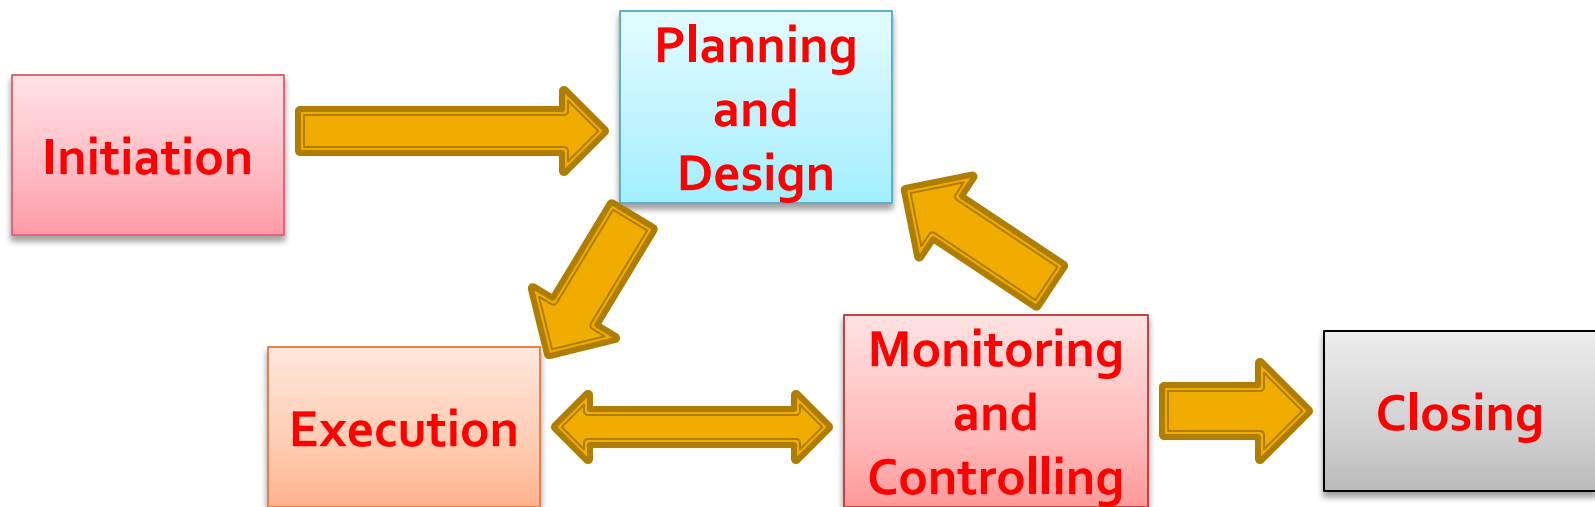 Initiation
Planning
and
Design
Execution
Monitoring
and
Controlling
Closing